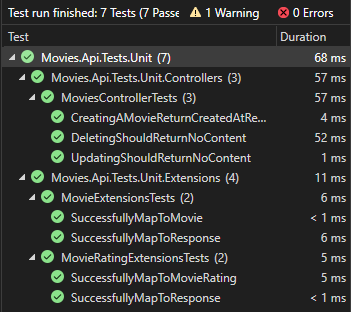 Test run finished: 7 Tests (7 Passe 1 Warning 0 Errors
Test Duration
Movies.Api.Tests.Unit (7) 68 ms
Movies.Api.Tests.Unit.Controllers (3) 57 ms
MoviesControllerTests (3) 57 ms
CreatingAMovieReturnCreatedAtRe... 4 ms
DeletingShouldReturnNoContent 52 ms
UpdatingShouldReturnNoContent 1 ms
Movies.Api.Tests.Unit.Extensions (4) 11 ms
MovieExtensionsTests (2) 6 ms
SuccessfullyMapToMovie < 1 ms
SuccessfullyMapToResponse 6 ms
MovieRatingExtensionsTests (2) 5 ms
SuccessfullyMapToMovieRating 5 ms
SuccessfullyMapToResponse < 1 ms